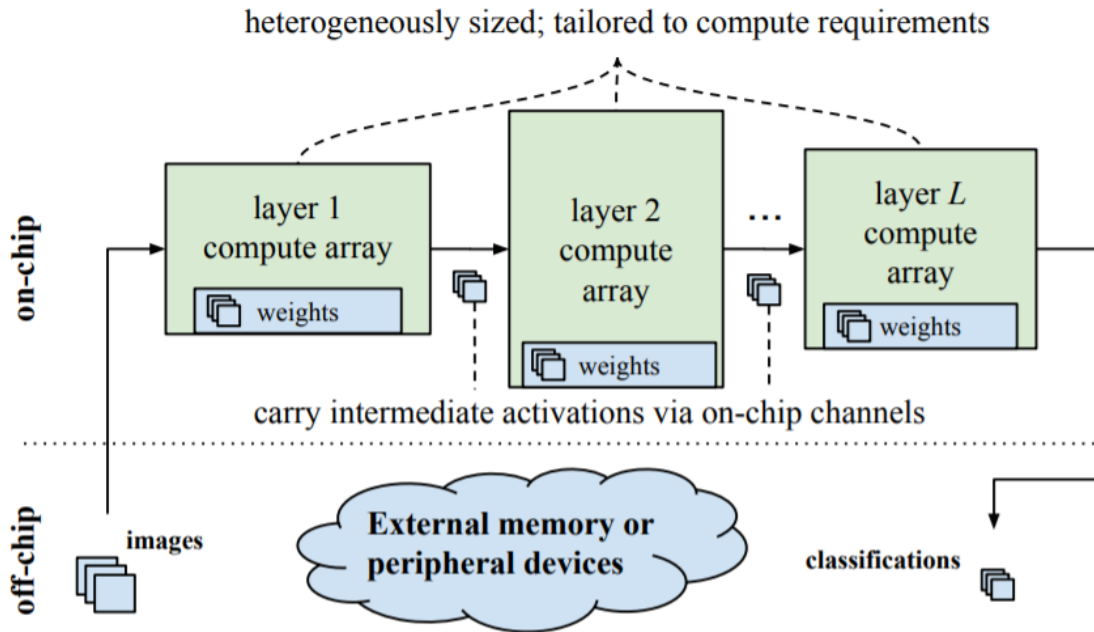 heterogeneously sized; tailored to compute requirements
on-chip
layer 1
compute array
weights
layer 2
compute
array
weights
...
layer L
compute
array
weights
carry intermediate activations via on-chip channels
off-chip
images
External memory or
peripheral devices
classifications